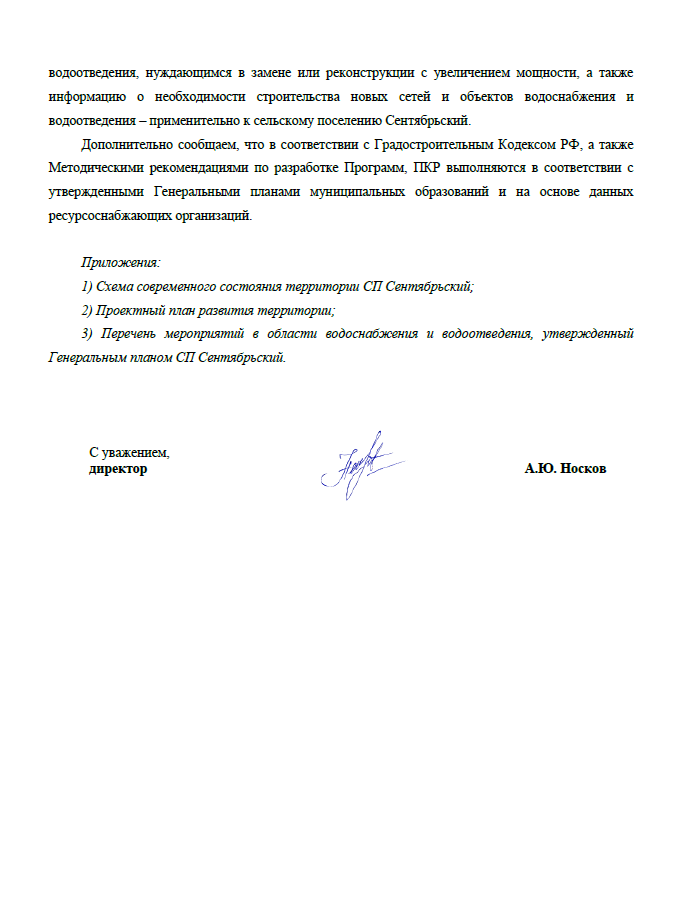 водоотведения, нуждающимся в замене или реконструкции с увеличением мощности, а также
информацию о необходимости строительства новых сетей и объектов водоснабжения и
водоотведения – применительно к сельскому поселению Сентябрьский.
Дополнительно сообщаем, что в соответствии с Градостроительным Кодексом РФ, а также
Методическими рекомендациями по разработке Программ, ПКР выполняются в соответствии с
утвержденными Генеральными планами муниципальных образований и на основе данных
ресурсоснабжающих организаций.
Приложения:
1) Схема современного состояния территории СП Сентябрьский;
2) Проектный план развития территории;
3) Перечень мероприятий в области водоснабжения и водоотведения, утвержденный
Генеральным планом СП Сентябрьский.
С уважением,
директор
А.Ю. Носков